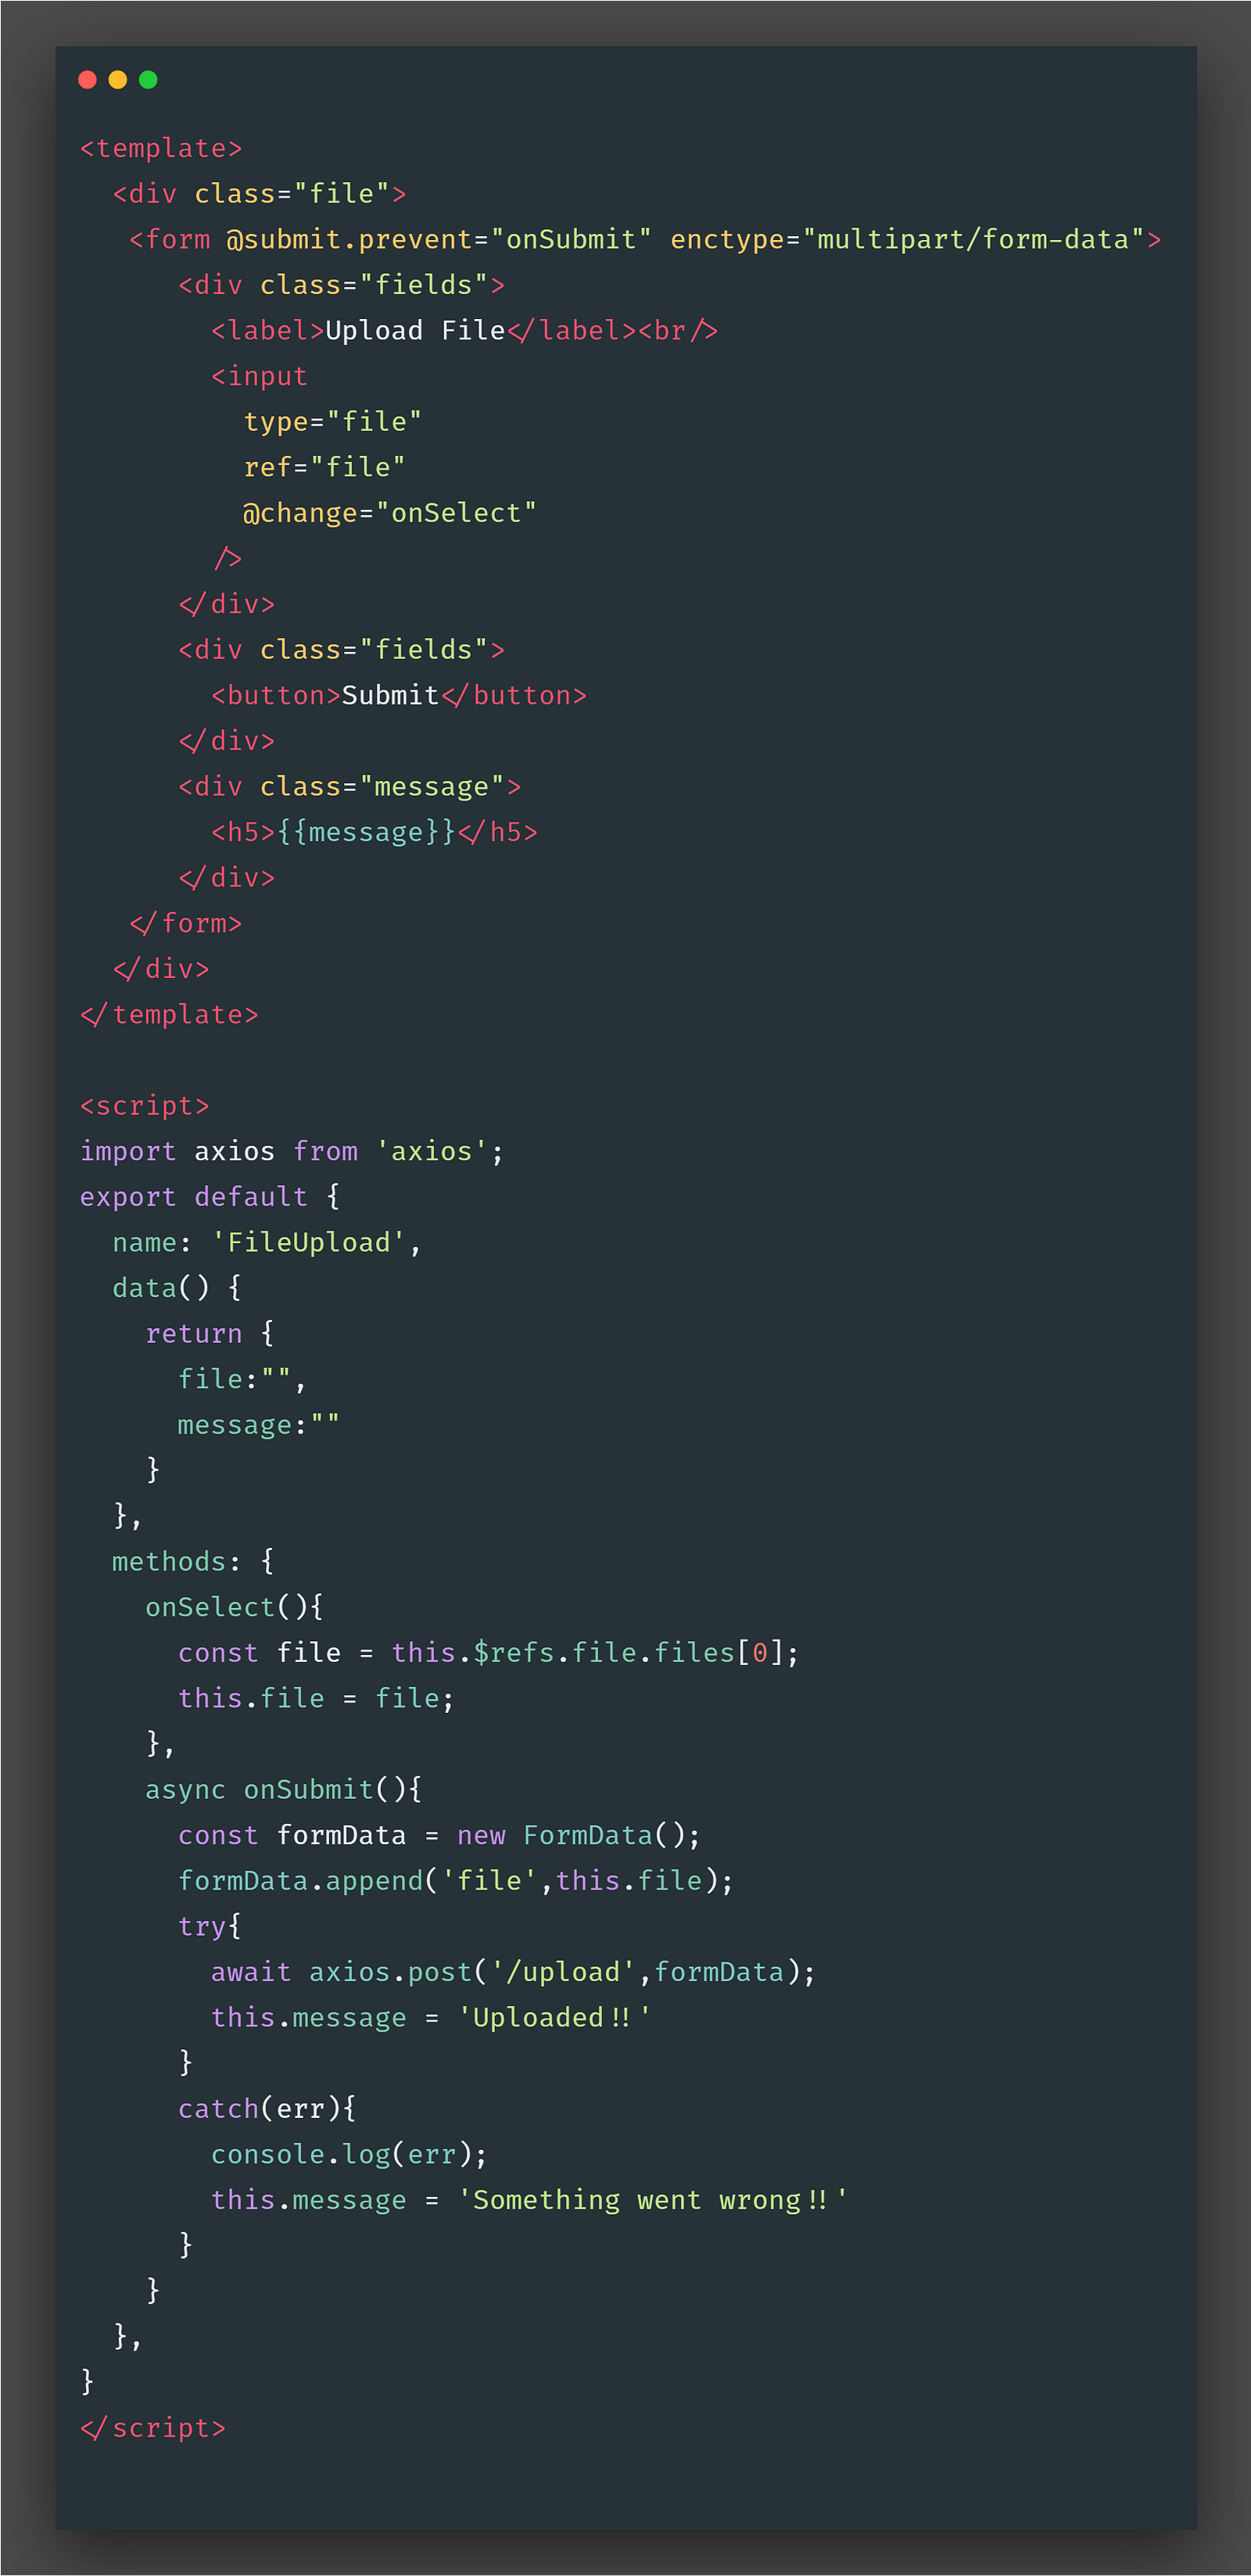 <template>
  <div class="file">
   <form @submit.prevent="onSubmit" enctype="multipart/form-data">
      <div class="fields">
        <label>Upload File</label><br/>
        <input
          type="file"
          ref="file"
          @change="onSelect"
        />
      </div>
      <div class="fields">
        <button>Submit</button>
      </div>
      <div class="message">
        <h5>{{message}}</h5>
      </div>
   </form>
  </div>
</template>

<script>
import axios from 'axios';
export default {
  name: 'FileUpload',
  data() {
    return {
      file:"",
      message:""
    }
  },
  methods: {
    onSelect(){
      const file = this.$refs.file.files[0];
      this.file = file;
    },
    async onSubmit(){
      const formData = new FormData();
      formData.append('file',this.file);
      try{
        await axios.post('/upload',formData);
        this.message = 'Uploaded!!'
      }
      catch(err){
        console.log(err);
        this.message = 'Something went wrong!!'
      }
    }
  },
}
</script>